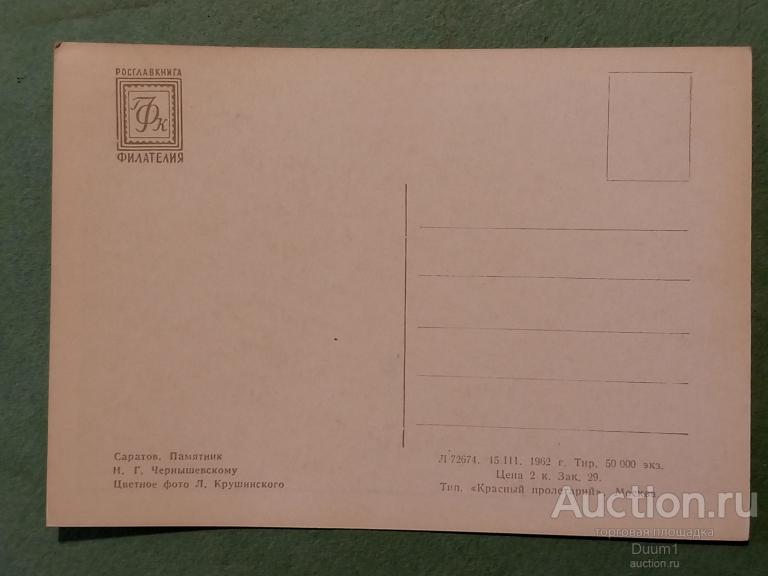 РОСГЛАВКНИГА
ГФК
ФИЛАТЕЛИЯ
Саратов. Памятник
Н. Г. Чернышевскому
Цветное фото Л. Крушинского
Л 72674. 15 III. 1962 г. Тир. 50 000 экз.
Цена 2 к. Зак. 29.
Тип. «Красный пролетарий», Москва
Auction.ru
торговая площадка
Duum1
auction.ru